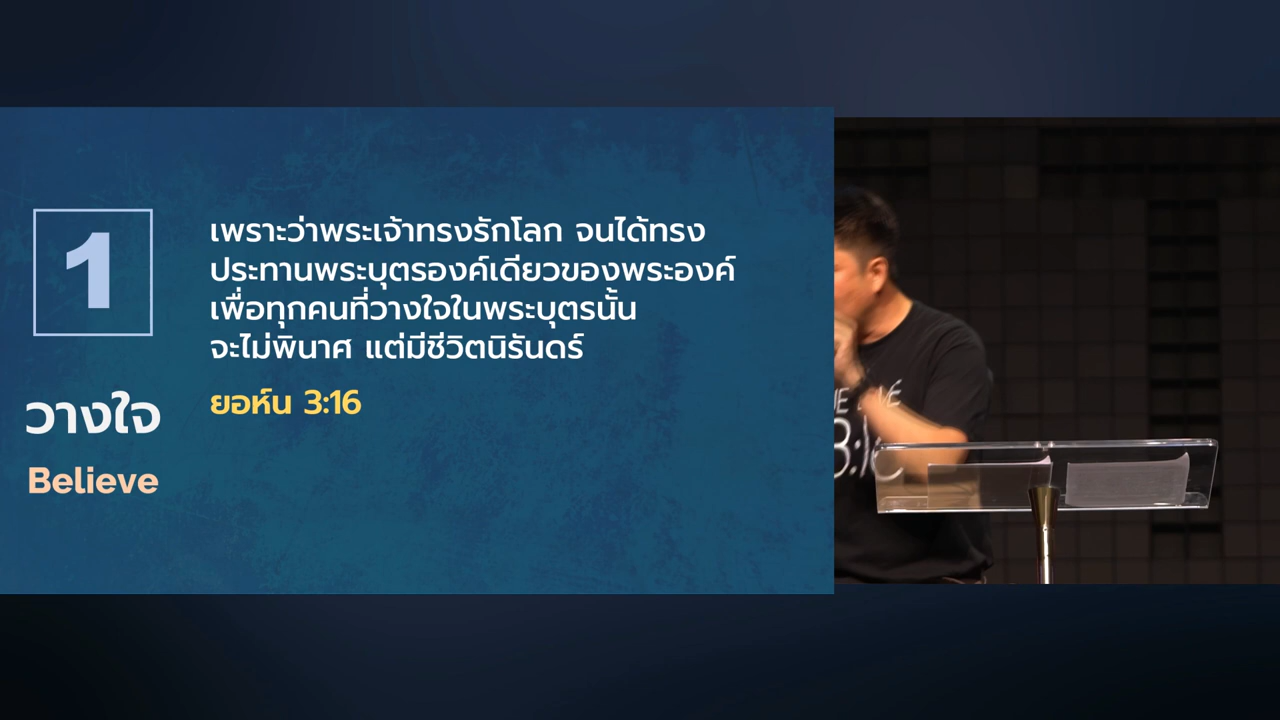 1
วางใจ
Believe
เพราะว่าพระเจ้าทรงรักโลก จนได้ทรง
ประทานพระบุตรองค์เดียวของพระองค์
เพื่อทุกคนที่วางใจในพระบุตรนั้น
จะไม่พินาศ แต่มีชีวิตนิรันดร์
ยอห์น 3:16